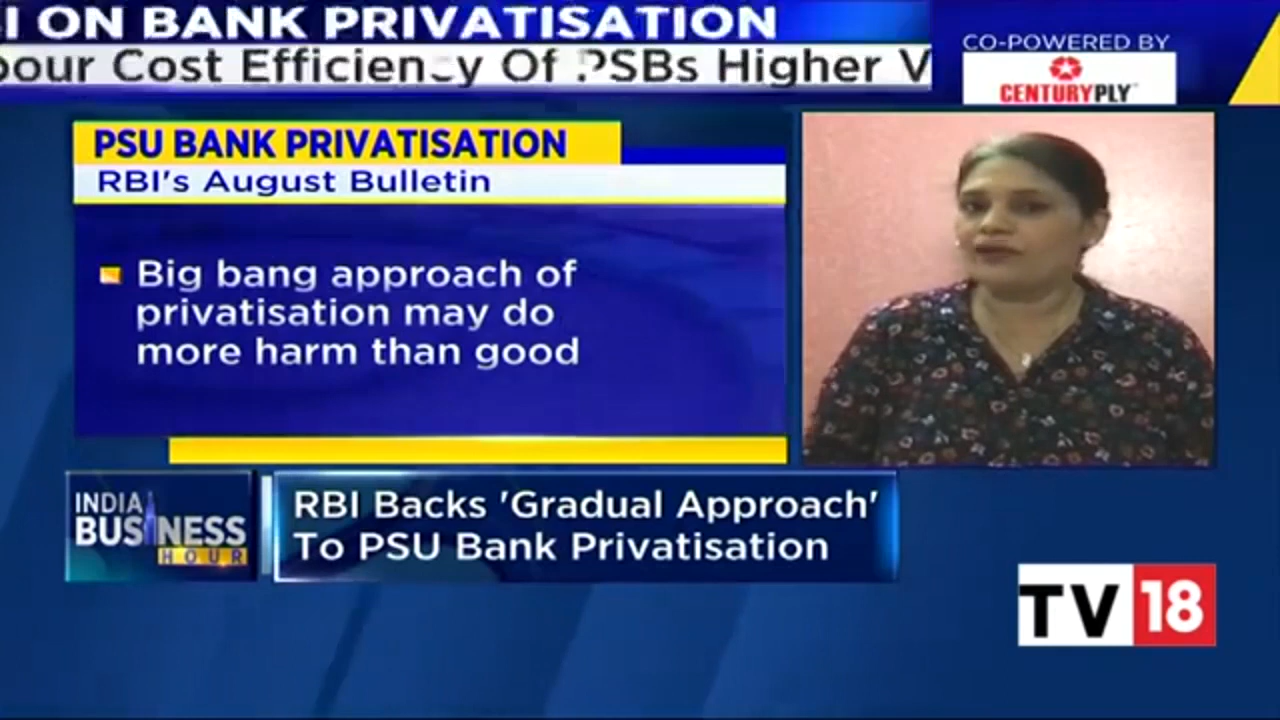 I ON BANK PRIVATISATION
our Cost Efficiency Of PSBs Higher V
CO-POWERED BY
CENTURYPLY
PSU BANK PRIVATISATION
RBI's August Bulletin
Big bang approach of
privatisation may do
more harm than good
INDIA
BUSINESS
HOUR
RBI Backs 'Gradual Approach'
To PSU Bank Privatisation
TV18